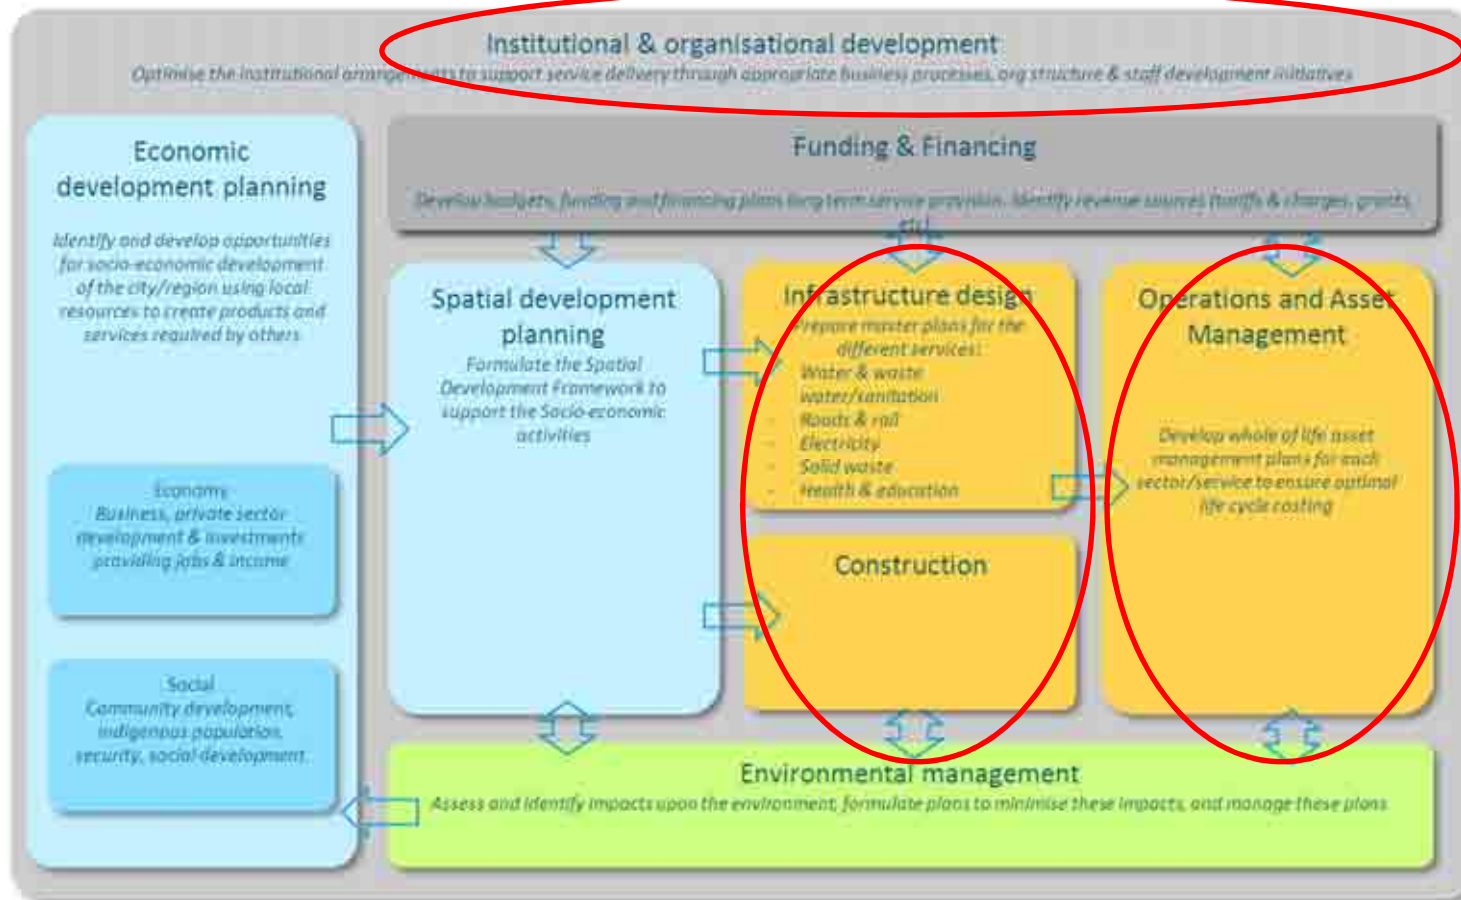 Institutional & organisational development
Optimise the institutional arrangements to support service delivery through appropriate business processes, org structure & staff development initiatives
Economic
development planning
Identify and develop opportunities
for socio-economic development
of the city/region using local
resources to create products and
services required by others
Economy
Business, private sector
development & investments
providing jobs & income
Social
Community development,
indigenous population,
security, social development
Funding & Financing
Develop budgets, funding and financing plans long term service provision. Identify revenue sources (tariffs & charges, grants,
etc)
Spatial development
planning
Formulate the Spatial
Development Framework to
support the Socio-economic
activities
Infrastructure design
Prepare master plans for the
different services:
- Water & waste
water/sanitation
- Roads & rail
- Electricity
- Solid waste
- Health & education
Construction
Operations and Asset
Management
Develop whole of life asset
management plans for each
sector/service to ensure optimal
life cycle costing
Environmental management
Assess and identify impacts upon the environment, formulate plans to minimise these impacts, and manage these plans